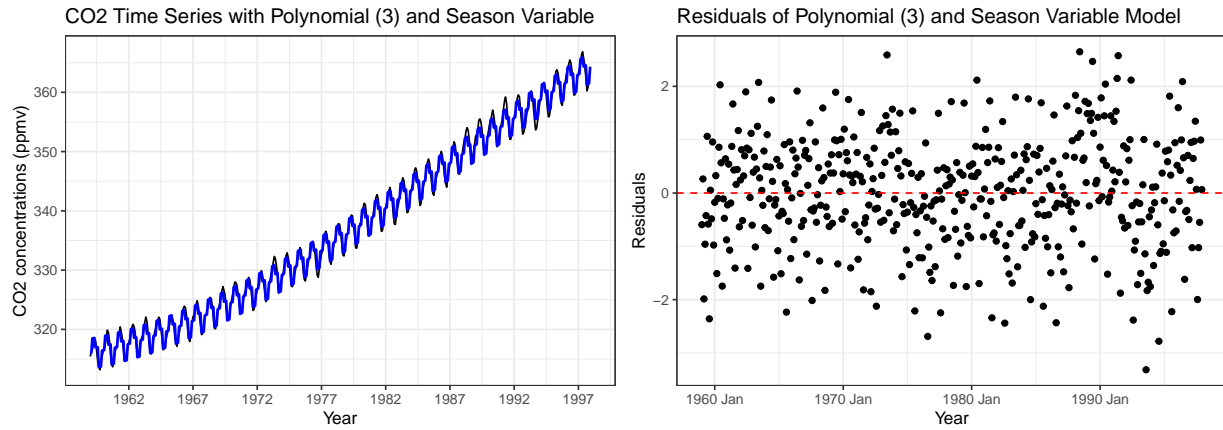 CO2 Time Series with Polynomial (3) and Season Variable
CO2 concentrations (ppmv)
360
350
340
330
320
1962 1967 1972 1977 1982 1987 1992 1997
Year
Residuals of Polynomial (3) and Season Variable Model
Residuals
2
0
−2
1960 Jan 1970 Jan 1980 Jan 1990 Jan
Year